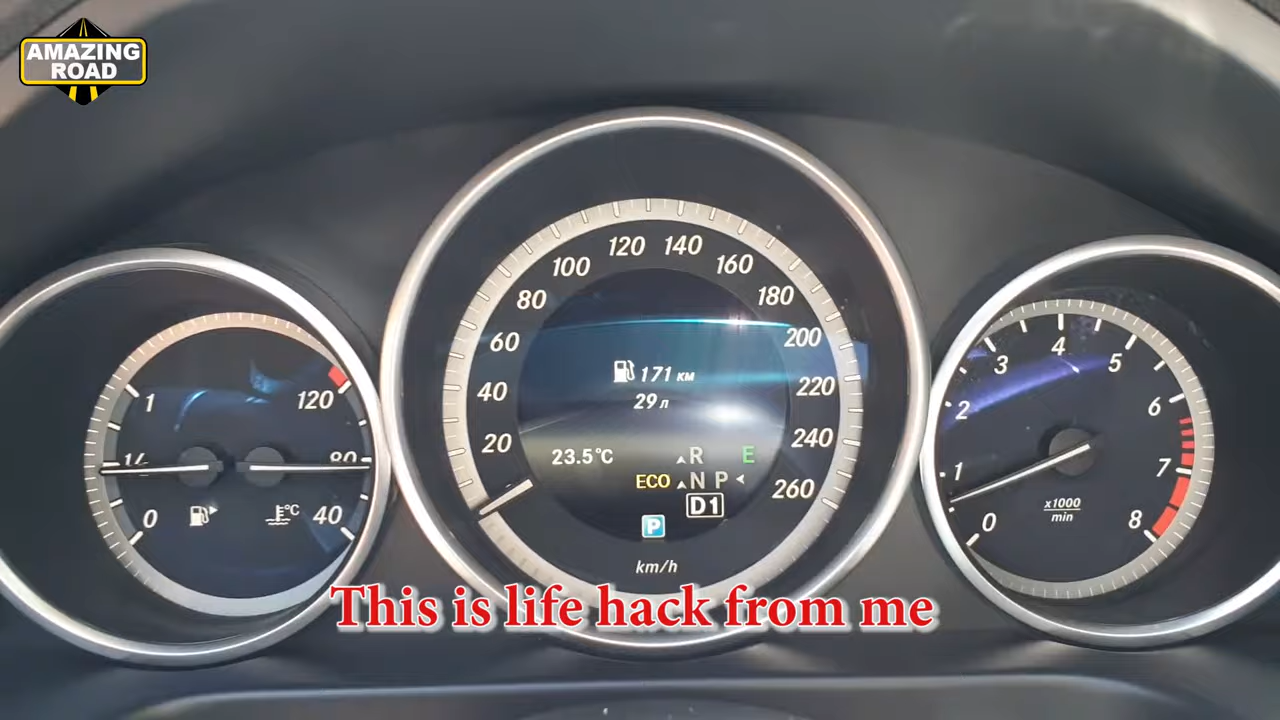 AMAZING
ROAD
1
120
80
0
°C
40
20
40
60
80
100
120
140
160
180
200
220
240
260
171 км
29 л
23.5°C
R
E
ECO
N P
D1
P
km/h
0
1
2
3
4
5
6
7
8
x1000
min
This is life hack from me